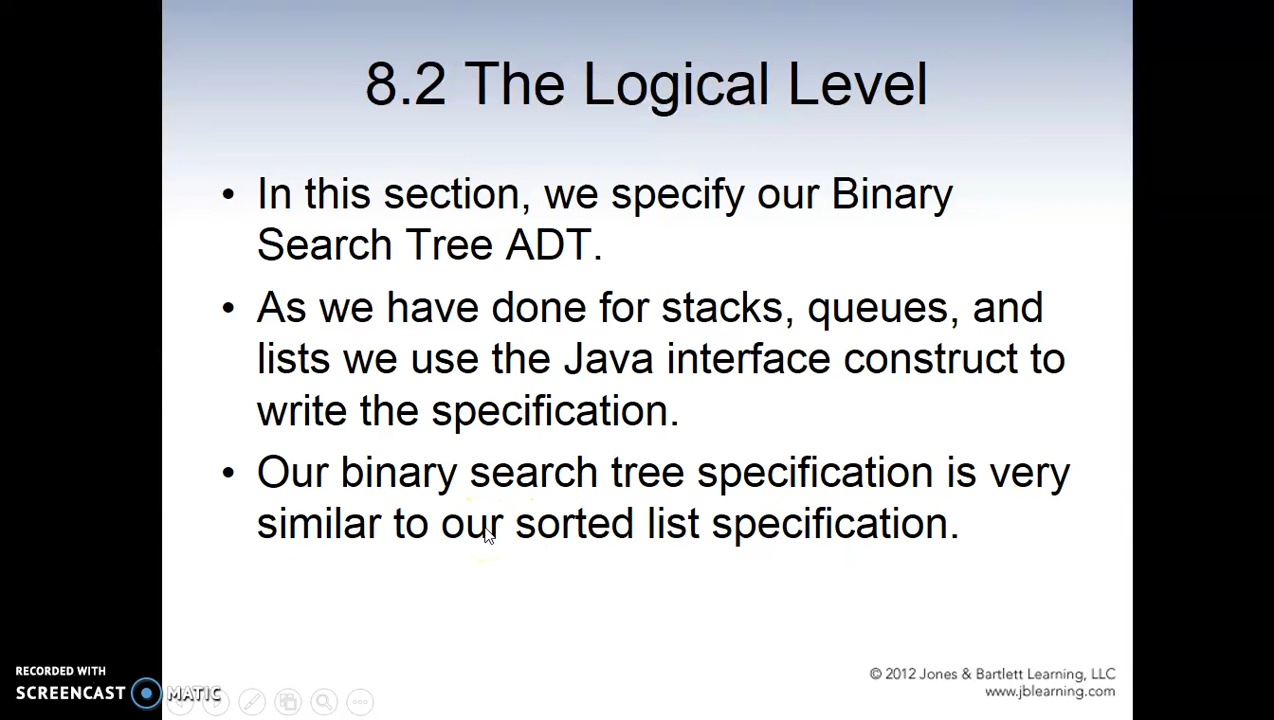 8.2 The Logical Level
• In this section, we specify our Binary
Search Tree ADT.
• As we have done for stacks, queues, and
lists we use the Java interface construct to
write the specification.
• Our binary search tree specification is very
similar to our sorted list specification.
© 2012 Jones & Bartlett Learning, LLC
www.jblearning.com
RECORDED WITH
SCREENCAST MATIC